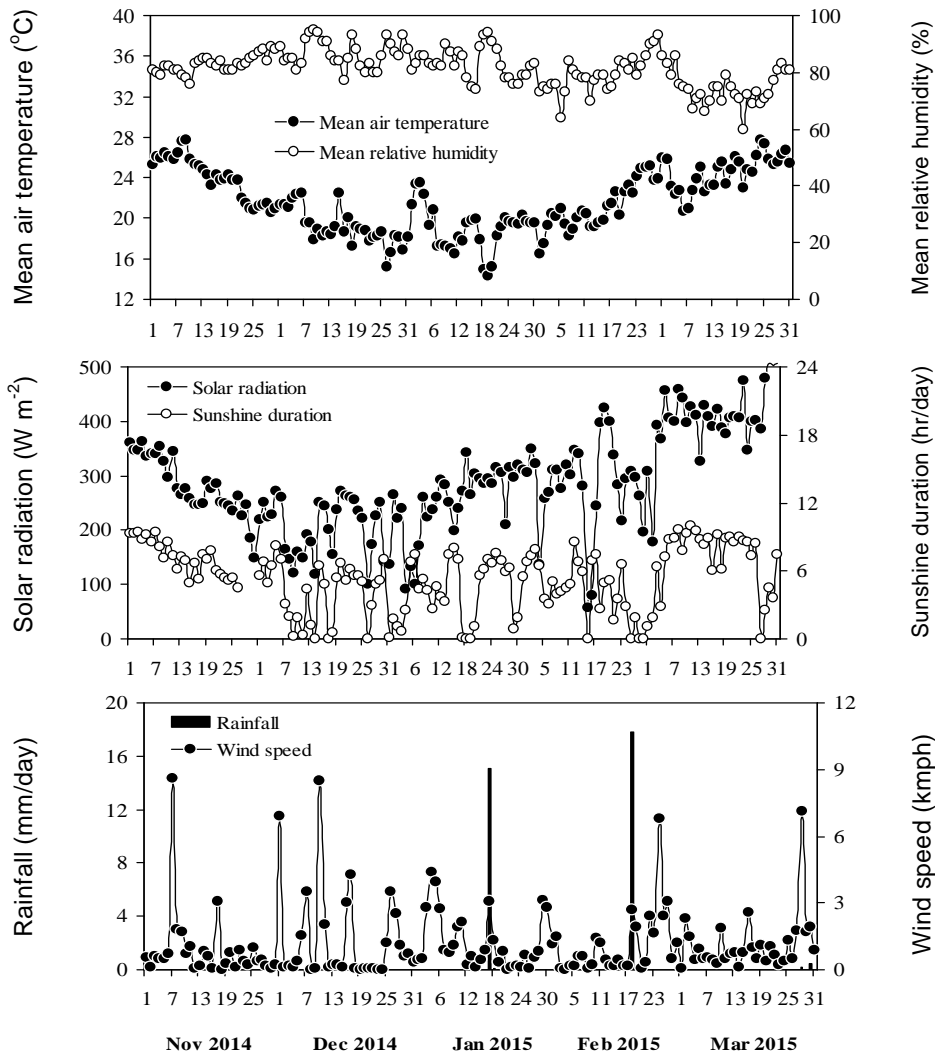 40
36
32
28
24
20
16
12
Mean air temperature (°C)
100
80
60
40
20
0
Mean relative humidity (%)
Mean air temperature
Mean relative humidity
1 7 13 19 25 1 7 13 19 25 31 6 12 18 24 30 5 11 17 23 1 7 13 19 25 31
500
400
300
200
100
0
Solar radiation (W m-2)
24
18
12
6
0
Sunshine duration (hr/day)
Solar radiation
Sunshine duration
1 7 13 19 25 1 7 13 19 25 31 6 12 18 24 30 5 11 17 23 1 7 13 19 25 31
20
16
12
8
4
0
Rainfall (mm/day)
12
9
6
3
0
Wind speed (kmph)
Rainfall
Wind speed
1 7 13 19 25 1 7 13 19 25 31 6 12 18 24 30 5 11 17 23 1 7 13 19 25 31
Nov 2014 Dec 2014 Jan 2015 Feb 2015 Mar 2015